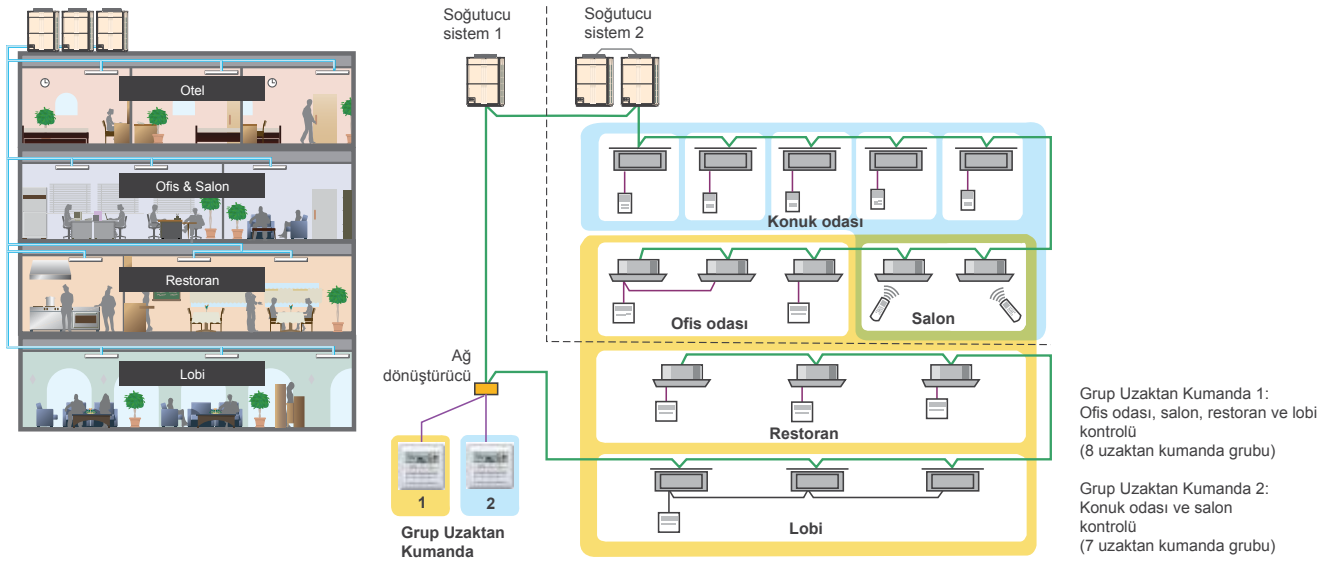 Otel
Ofis & Salon
Restoran
Lobi
Soğutucu
sistem 1
Soğutucu
sistem 2
Konuk odası
Ofis odası
Salon
Restoran
Lobi
Ağ
dönüştürücü
1
2
Grup Uzaktan
Kumanda
Grup Uzaktan Kumanda 1:
Ofis odası, salon, restoran ve lobi
kontrolü
(8 uzaktan kumanda grubu)
Grup Uzaktan Kumanda 2:
Konuk odası ve salon
kontrolü
(7 uzaktan kumanda grubu)